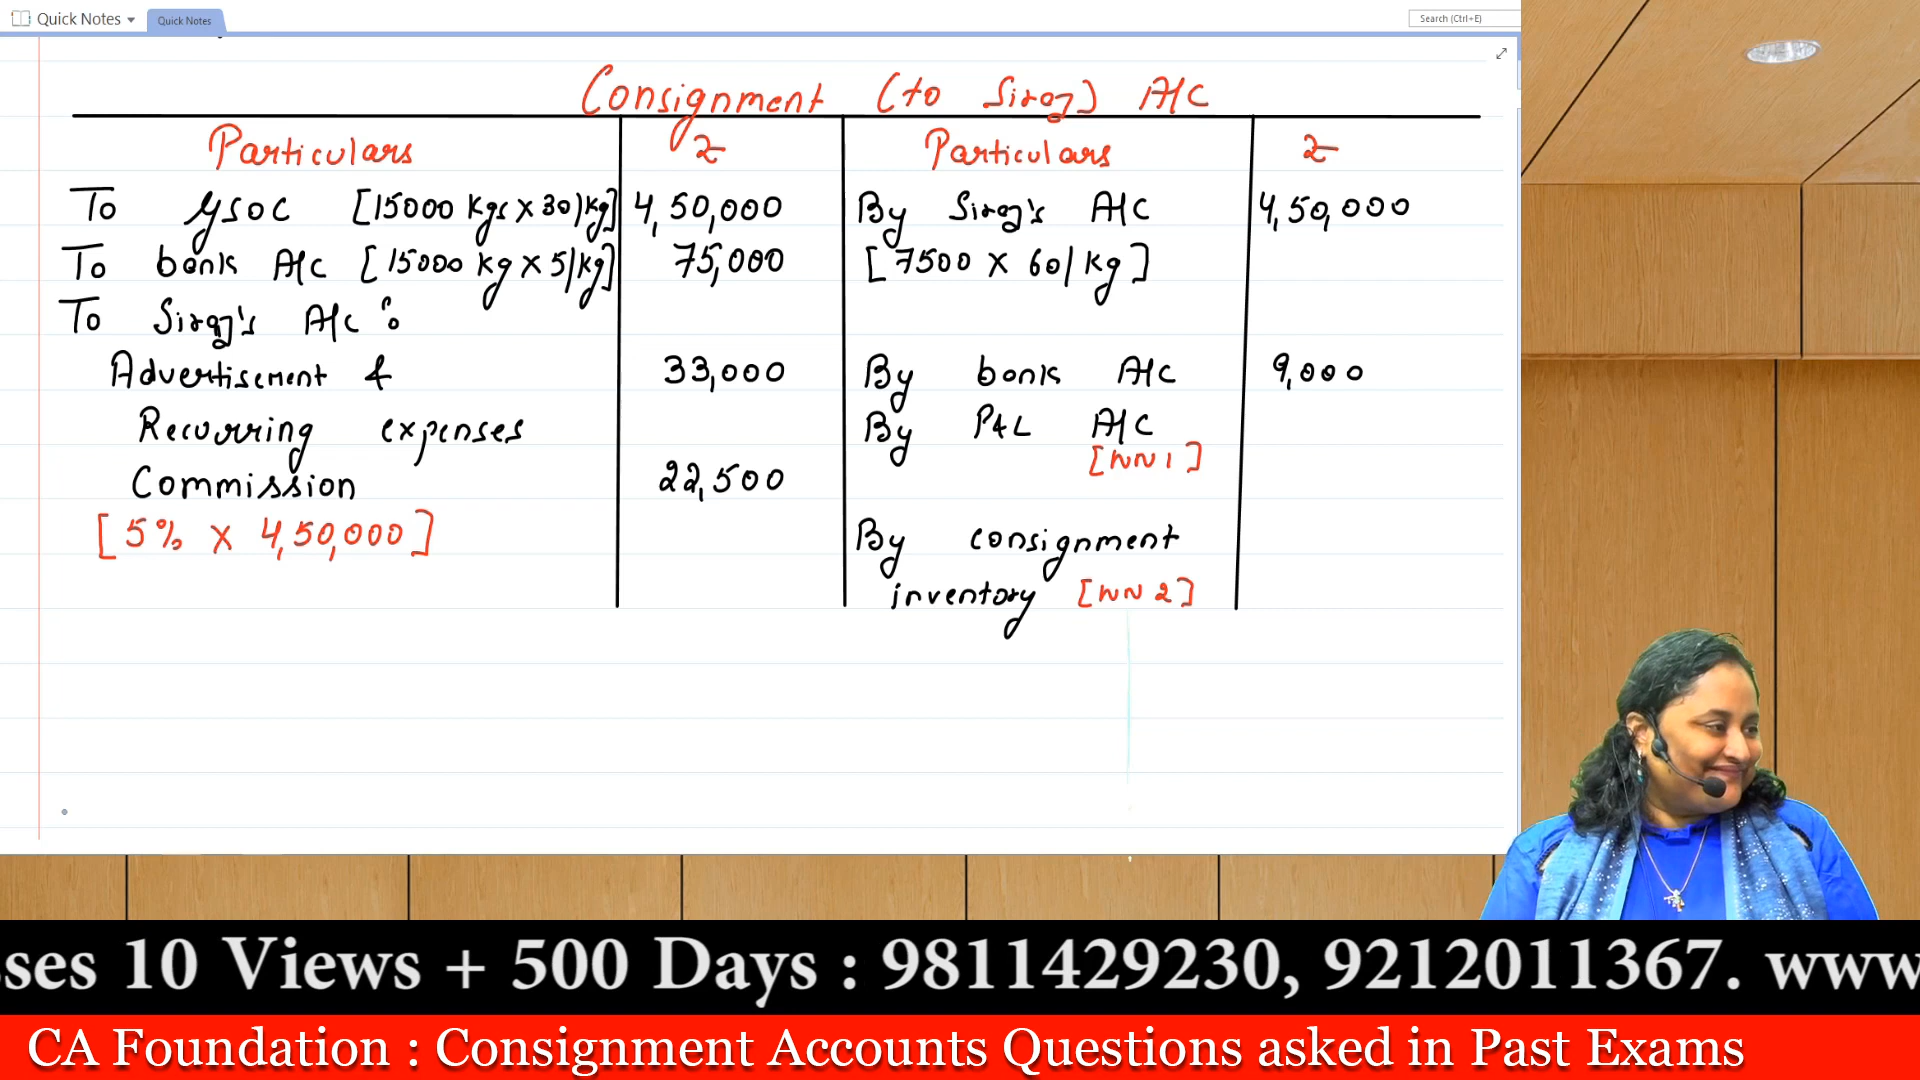 Quick Notes
Quick Notes
Search (Ctrl+E)
Consignment (to Siraj) A/C
Particulars ₹ Particulars ₹
To GSOC [15000 kgs x 30/kg] 4,50,000 By Siraj's A/C 4,50,000
To bank A/C [15000 kg x 5/kg] 75,000 [7500 x 60/kg]
To Siraj's A/C :
Advertisement & 33,000 By bank A/C 9,000
Recurring expenses By P&L A/C
[WN 1]
Commission 22,500
[5% x 4,50,000] By consignment
inventory [WN 2]
ses 10 Views + 500 Days : 9811429230, 9212011367. www
CA Foundation : Consignment Accounts Questions asked in Past Exams